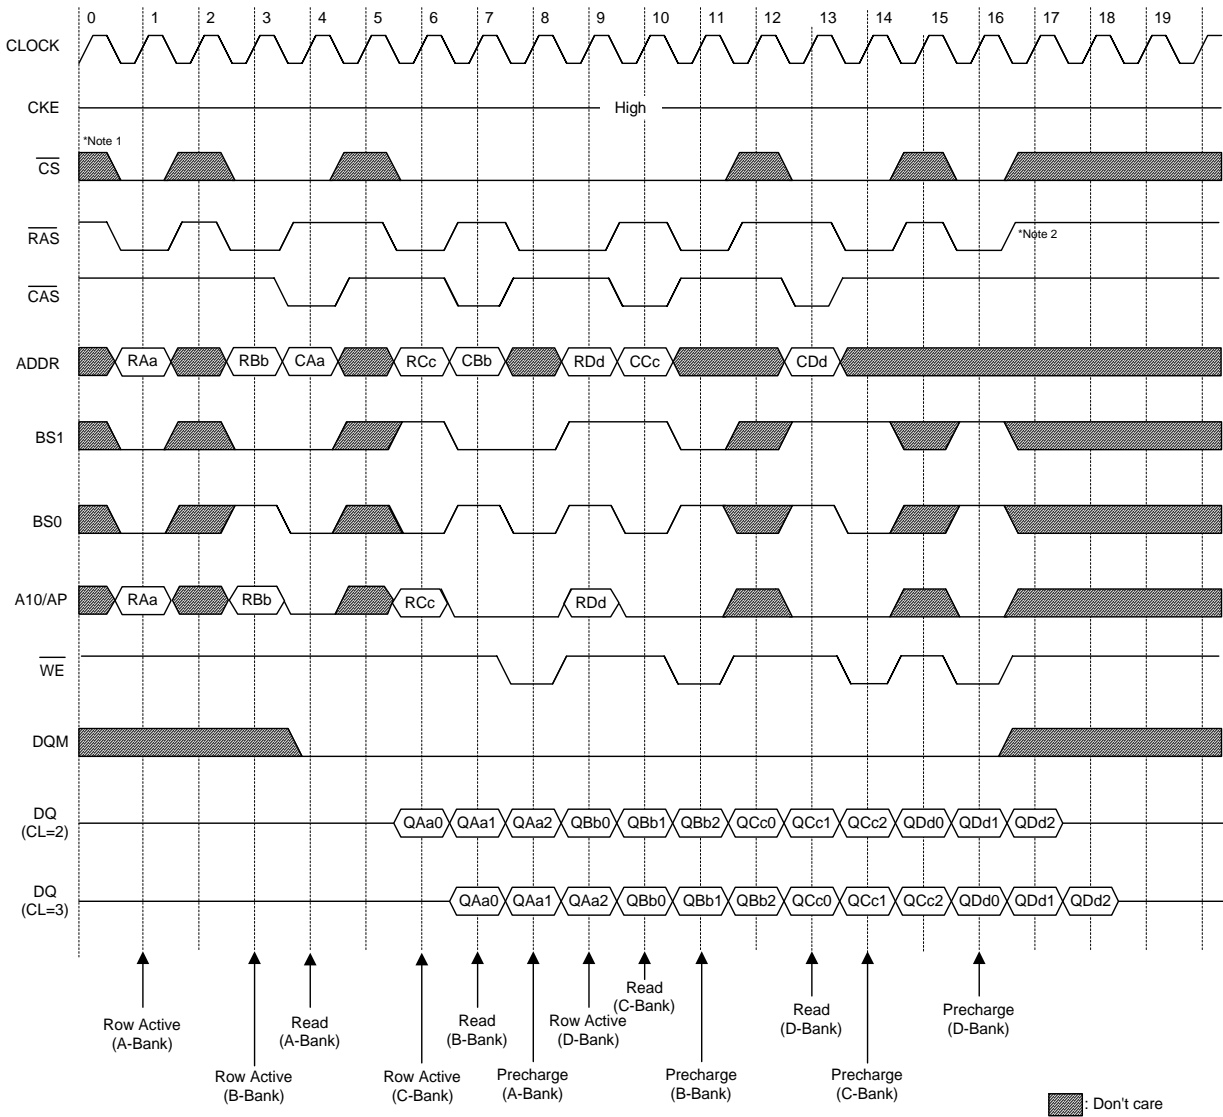 0 1 2 3 4 5 6 7 8 9 10 11 12 13 14 15 16 17 18 19
CLOCK
CKE High
*Note 1
CS
RAS *Note 2
CAS
ADDR RAa RBb CAa RCc CBb RDd CCc CDd
BS1
BS0
A10/AP RAa RBb RCc RDd
WE
DQM
DQ
(CL=2) QAa0 QAa1 QAa2 QBb0 QBb1 QBb2 QCc0 QCc1 QCc2 QDd0 QDd1 QDd2
DQ
(CL=3) QAa0 QAa1 QAa2 QBb0 QBb1 QBb2 QCc0 QCc1 QCc2 QDd0 QDd1 QDd2
Row Active
(A-Bank)
Row Active
(B-Bank)
Read
(A-Bank)
Row Active
(C-Bank)
Read
(B-Bank)
Precharge
(A-Bank)
Row Active
(D-Bank)
Read
(C-Bank)
Precharge
(B-Bank)
Read
(D-Bank)
Precharge
(C-Bank)
Precharge
(D-Bank)
: Don't care